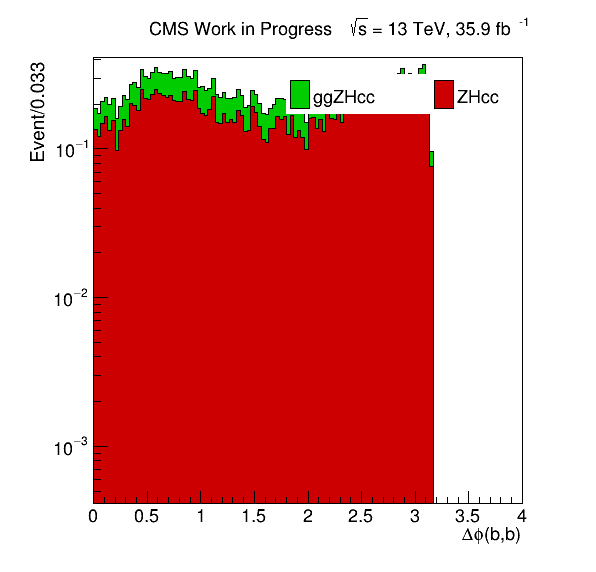 CMS Work in Progress √s = 13 TeV, 35.9 fb⁻¹
Event/0.033
ggZHcc ZHcc
10⁻¹
10⁻²
10⁻³
0 0.5 1 1.5 2 2.5 3 3.5 4
Δϕ(b,b)